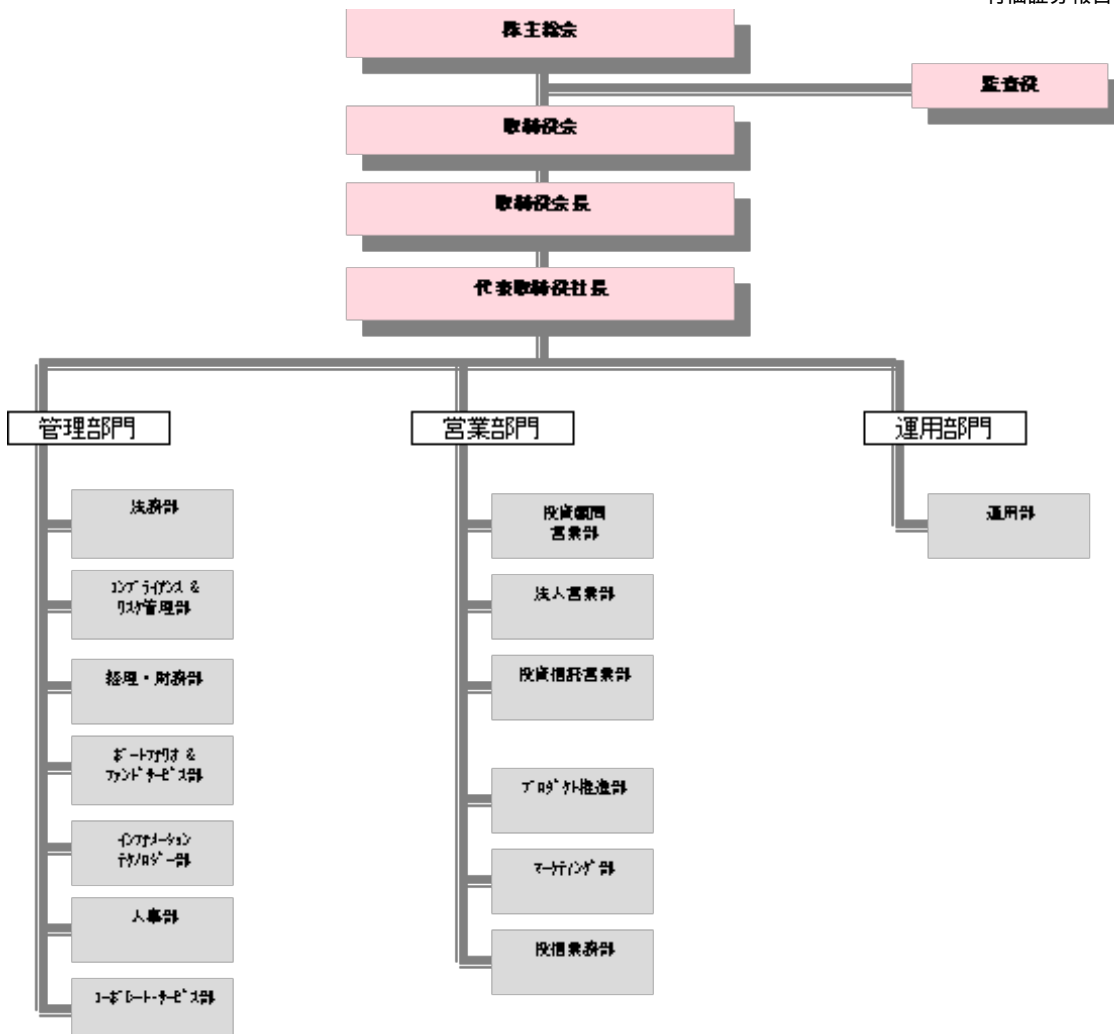 株主総会
監査役
取締役会
取締役会長
代表取締役社長
管理部門
営業部門
運用部門
法務部
コンプライアンス &
リスク管理部
経理・財務部
ポートフォリオ &
ファンドサービス部
インフォメーション
テクノロジー部
人事部
コーポレート・サービス部
投資顧問
営業部
法人営業部
投資信託営業部
プロダクト推進部
マーケティング部
投信業務部
運用部